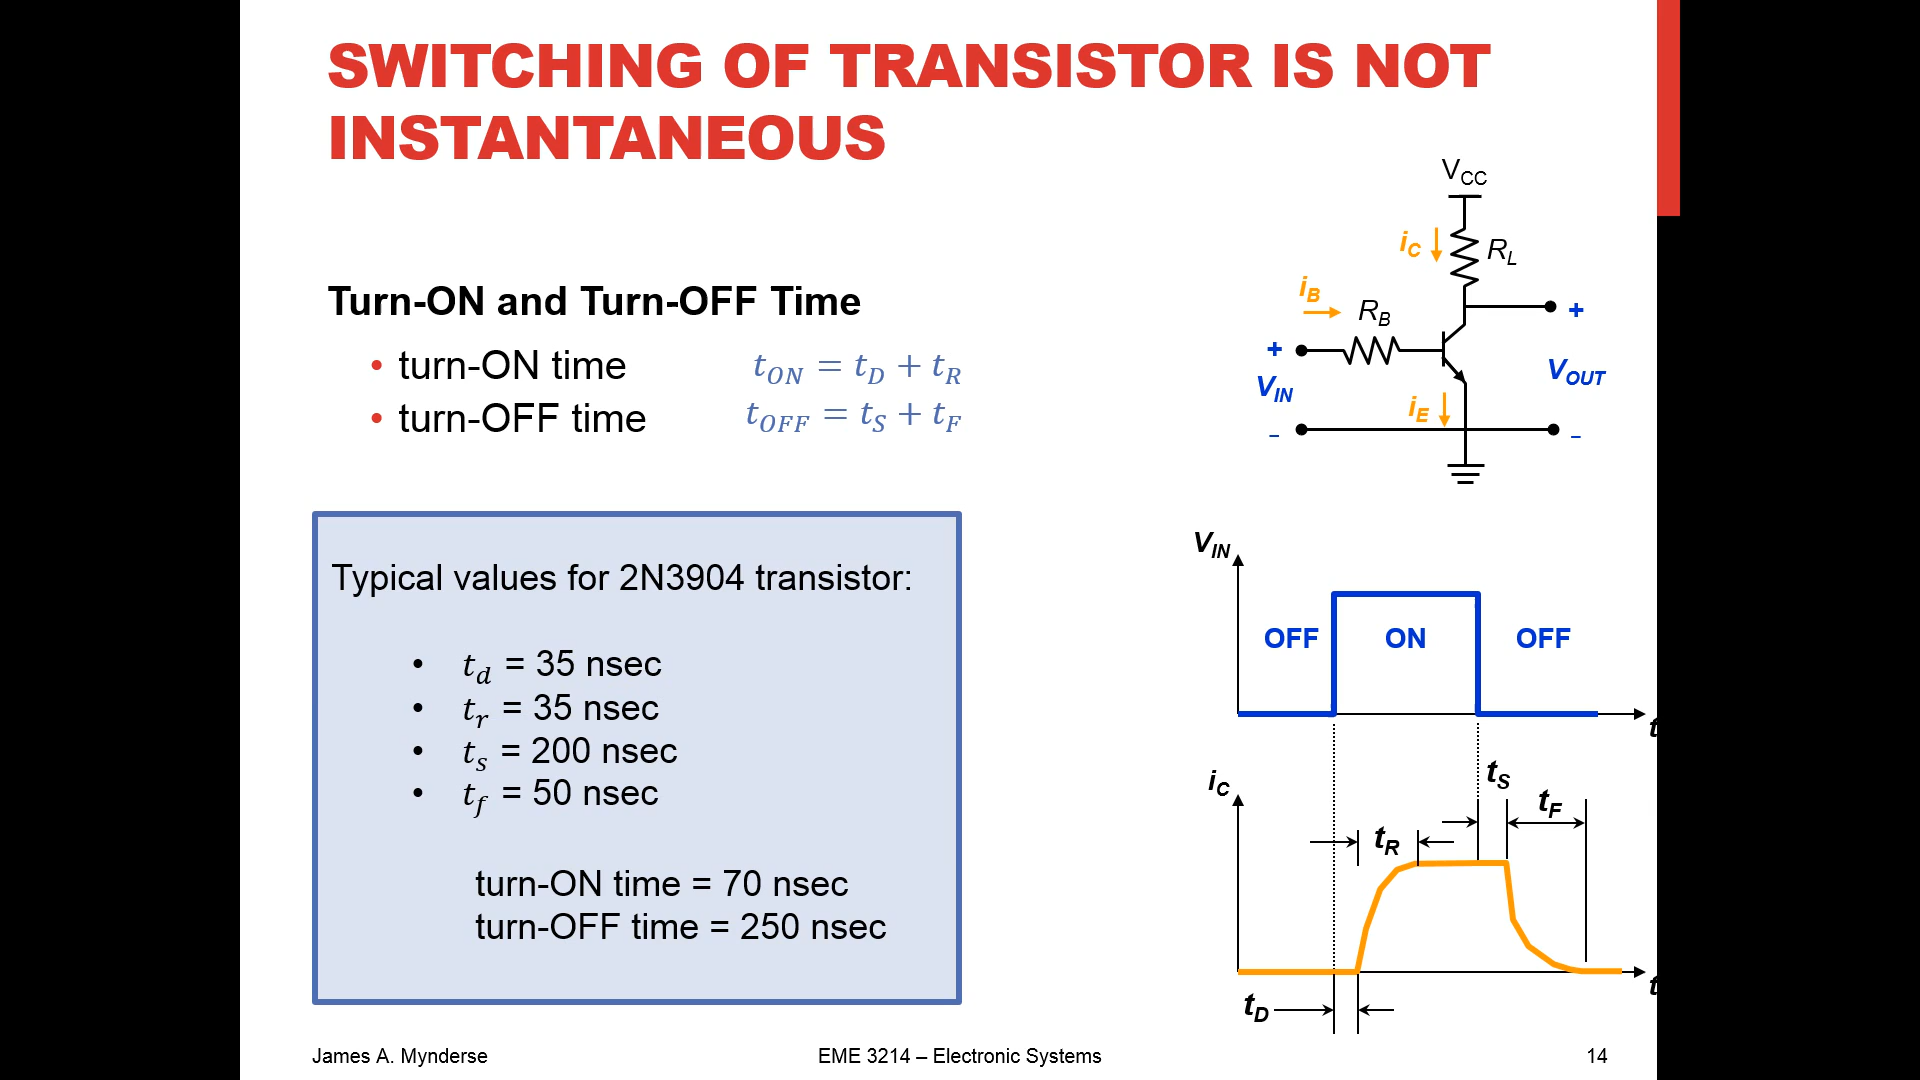 SWITCHING OF TRANSISTOR IS NOT
INSTANTANEOUS
Turn-ON and Turn-OFF Time
• turn-ON time t_ON = t_D + t_R
• turn-OFF time t_OFF = t_S + t_F
Typical values for 2N3904 transistor:
• t_d = 35 nsec
• t_r = 35 nsec
• t_s = 200 nsec
• t_f = 50 nsec
turn-ON time = 70 nsec
turn-OFF time = 250 nsec
V_CC
i_C
R_L
i_B
R_B
+
+
V_IN
V_OUT
i_E
–
–
V_IN
OFF ON OFF
t
t_S
i_C
t_F
t_R
t
t_D
James A. Mynderse
EME 3214 – Electronic Systems
14